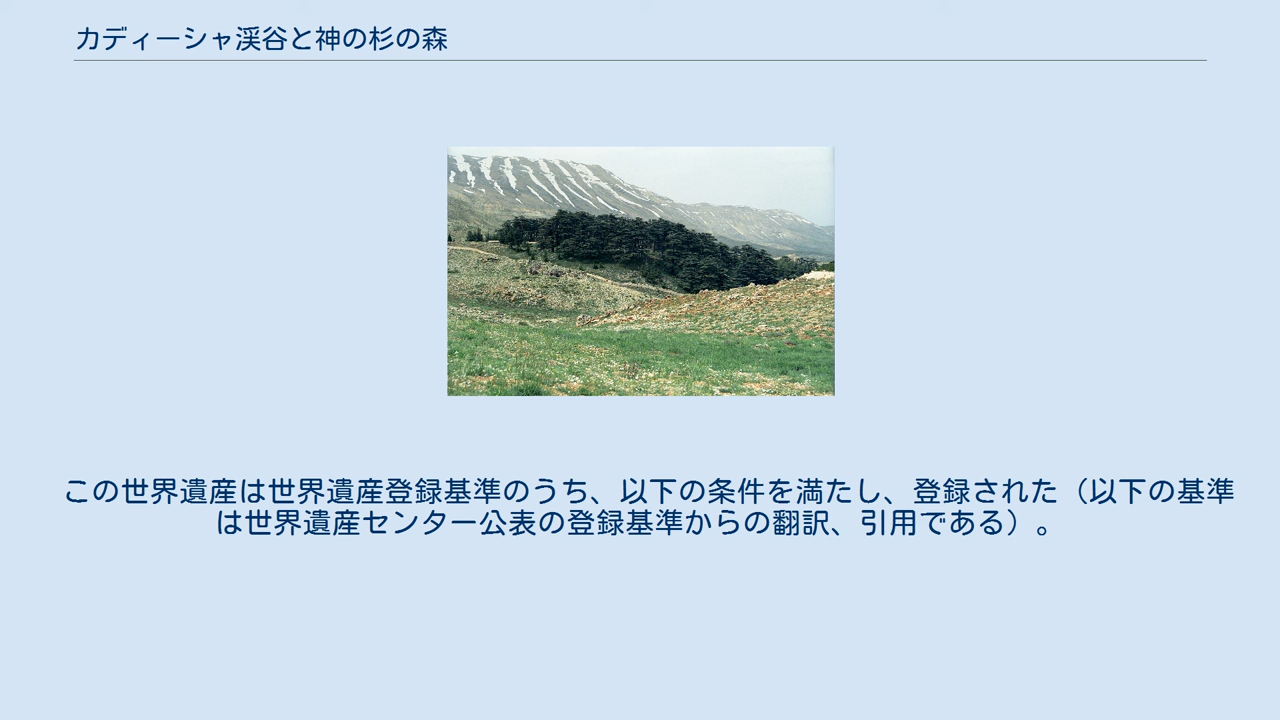 カディーシャ渓谷と神の杉の森
この世界遺産は世界遺産登録基準のうち、以下の条件を満たし、登録された（以下の基準
は世界遺産センター公表の登録基準からの翻訳、引用である）。